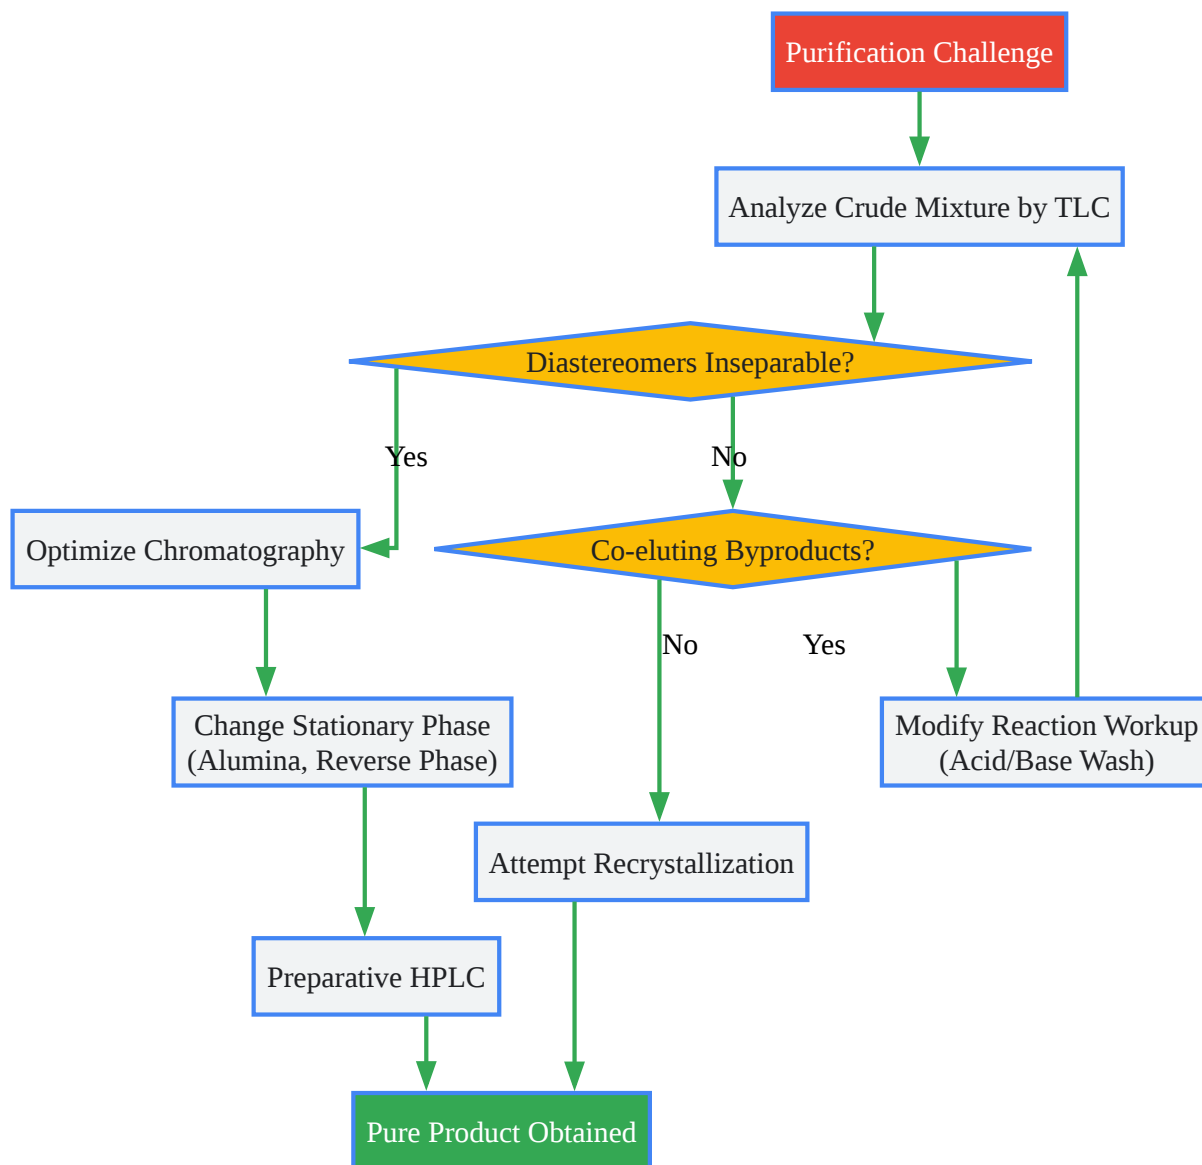 Purification Challenge
Analyze Crude Mixture by TLC
Diastereomers Inseparable?
Yes
No
Optimize Chromatography
Co-eluting Byproducts?
No
Yes
Change Stationary Phase
(Alumina, Reverse Phase)
Modify Reaction Workup
(Acid/Base Wash)
Attempt Recrystallization
Preparative HPLC
Pure Product Obtained